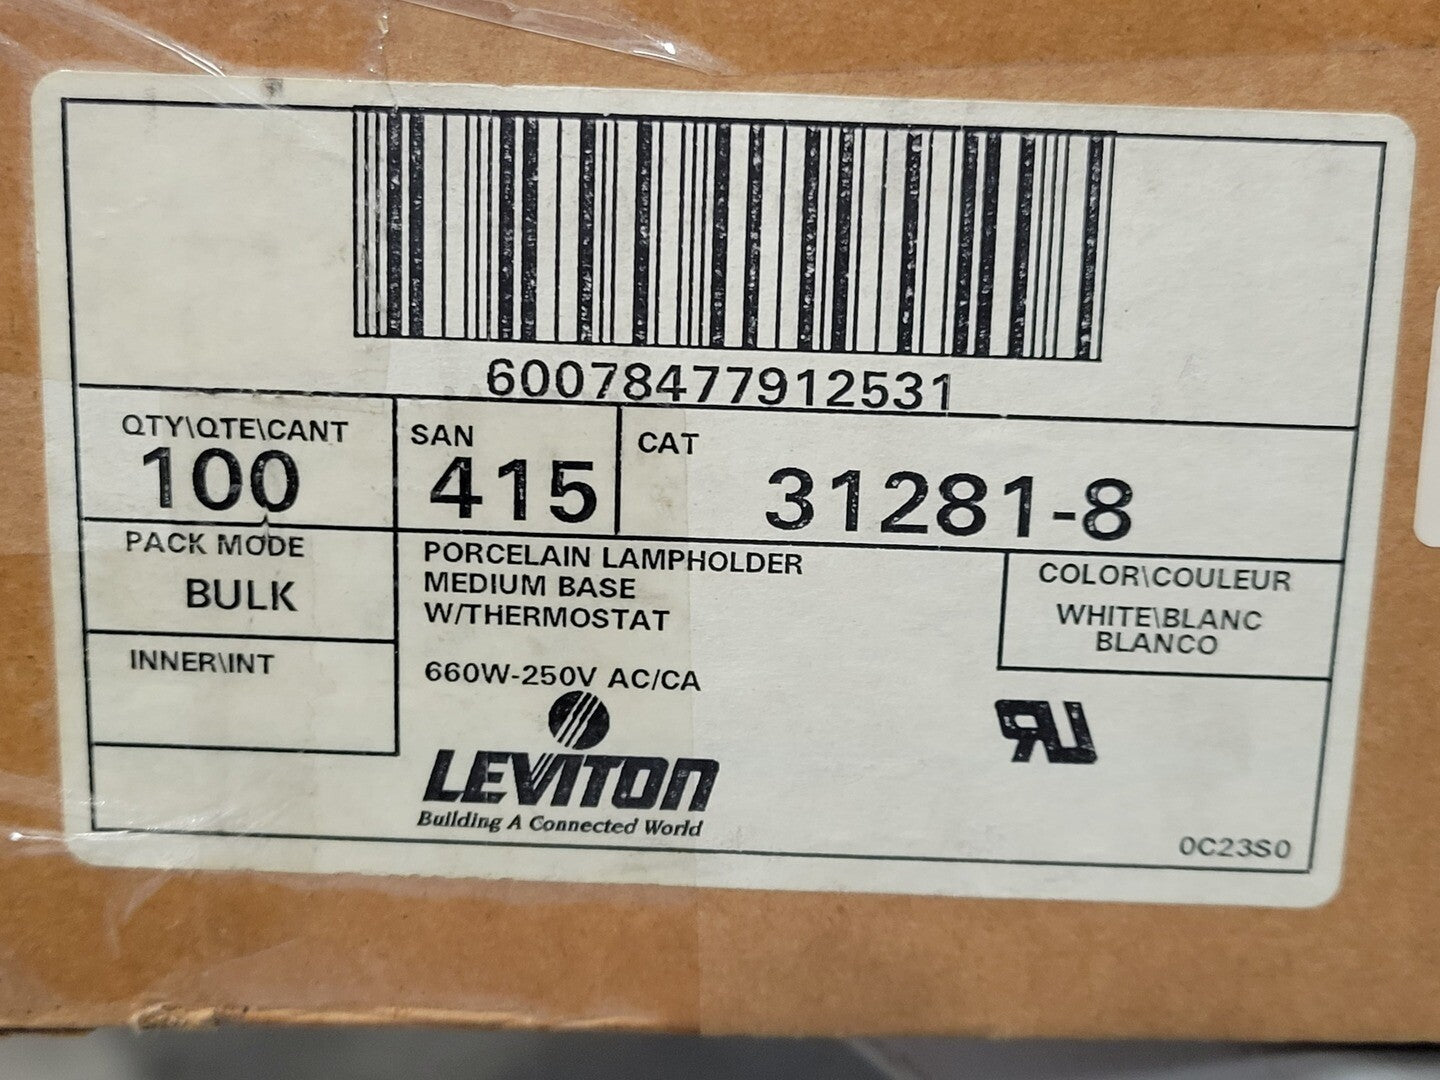 60078477912531
QTY\QTE\CANT
100
SAN
415
CAT
31281-8
PACK MODE
BULK
PORCELAIN LAMPHOLDER
MEDIUM BASE
W/THERMOSTAT
660W-250V AC/CA
COLOR\COULEUR
WHITE\BLANC
BLANCO
INNER\INT
LEVITON
Building A Connected World
RU
0C23S0